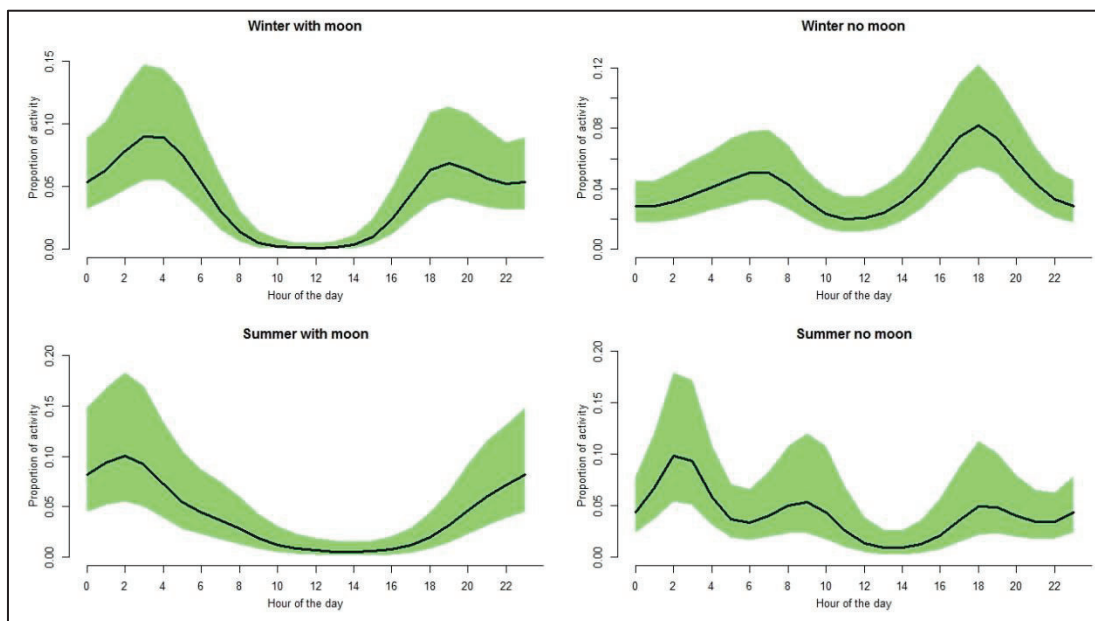 Winter with moon
Proportion of activity
0.15
0.10
0.05
0.00
0 2 4 6 8 10 12 14 16 18 20 22
Hour of the day
Winter no moon
Proportion of activity
0.12
0.08
0.04
0.00
0 2 4 6 8 10 12 14 16 18 20 22
Hour of the day
Summer with moon
Proportion of activity
0.20
0.15
0.10
0.05
0.00
0 2 4 6 8 10 12 14 16 18 20 22
Hour of the day
Summer no moon
Proportion of activity
0.20
0.15
0.10
0.05
0.00
0 2 4 6 8 10 12 14 16 18 20 22
Hour of the day